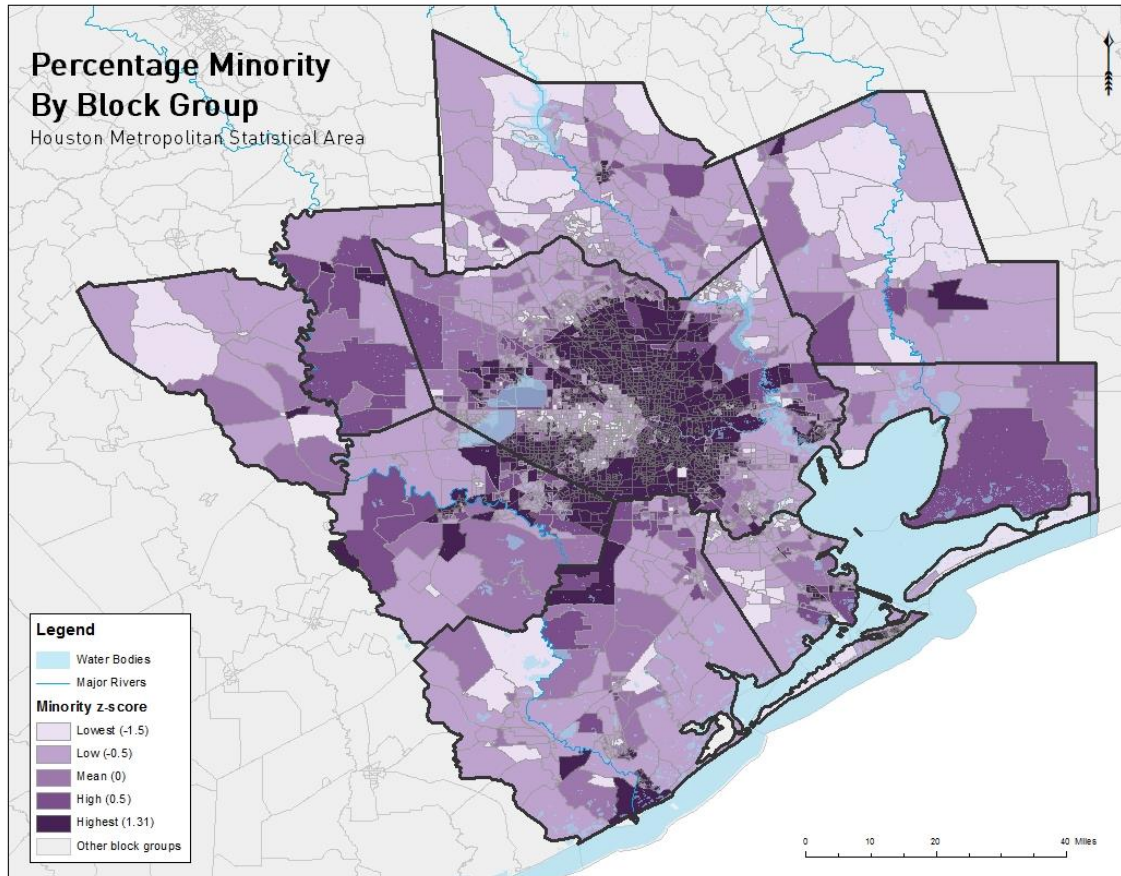 Percentage Minority
By Block Group
Houston Metropolitan Statistical Area
Legend
Water Bodies
Major Rivers
Minority z-score
Lowest (-1.5)
Low (-0.5)
Mean (0)
High (0.5)
Highest (1.31)
Other block groups
0 10 20 40 Miles